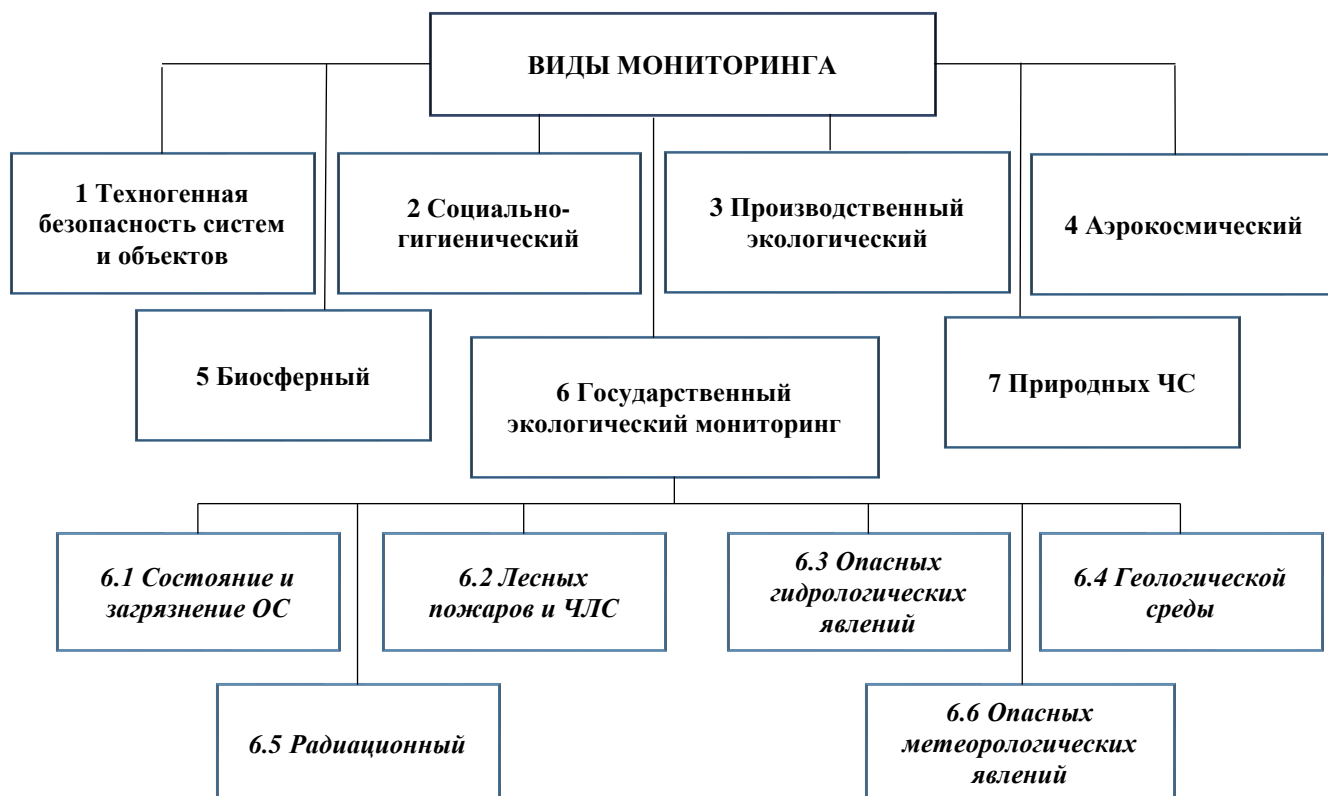 ВИДЫ МОНИТОРИНГА
1 Техногенная
безопасность систем
и объектов
2 Социально-
гигиенический
3 Производственный
экологический
4 Аэрокосмический
5 Биосферный
6 Государственный
экологический мониторинг
7 Природных ЧС
6.1 Состояние и
загрязнение ОС
6.2 Лесных
пожаров и ЧЛС
6.3 Опасных
гидрологических
явлений
6.4 Геологической
среды
6.5 Радиационный
6.6 Опасных
метеорологических
явлений